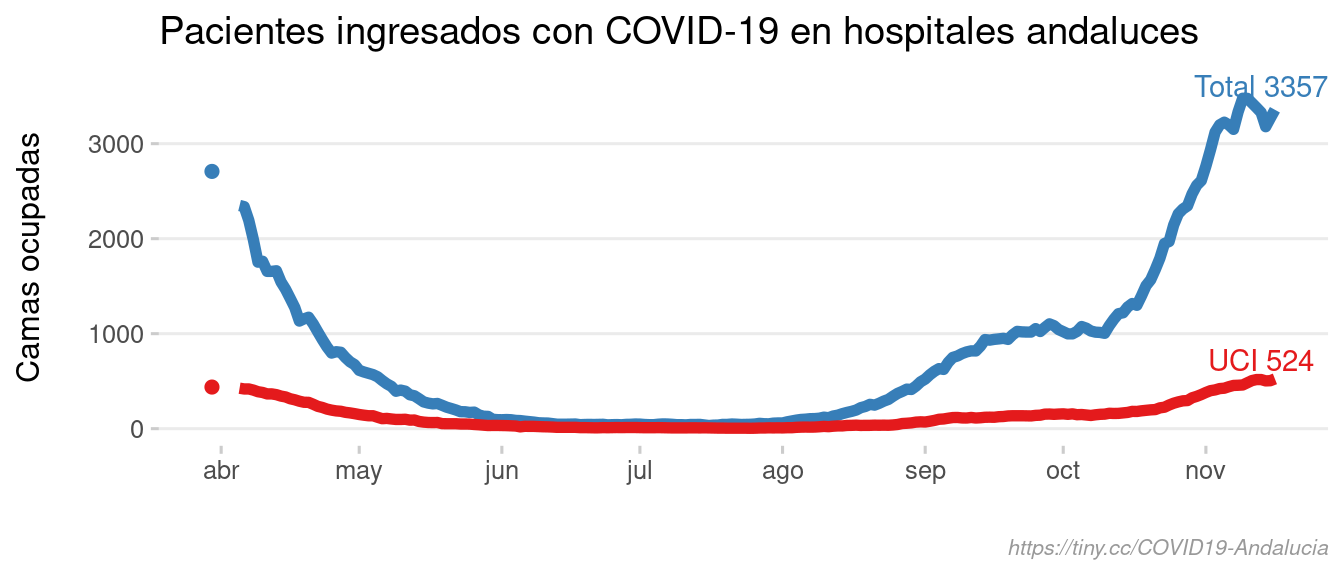 Pacientes ingresados con COVID-19 en hospitales andaluces
Total 3357
Camas ocupadas
3000
2000
1000
0
UCI 524
abr may jun jul ago sep oct nov
https://tiny.cc/COVID19-Andalucia